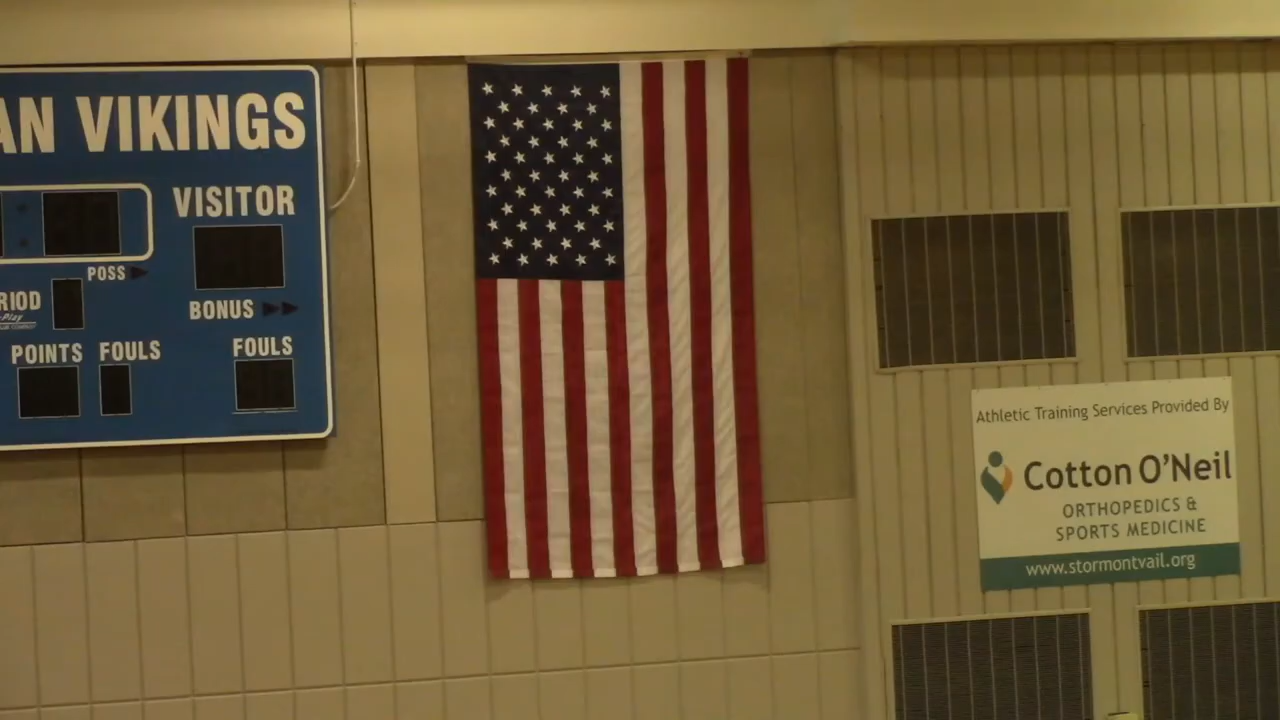 AN VIKINGS
VISITOR
POSS
RIOD
Play
BONUS
POINTS FOULS
FOULS
Athletic Training Services Provided By
Cotton O'Neil
ORTHOPEDICS &
SPORTS MEDICINE
www.stormontvail.org